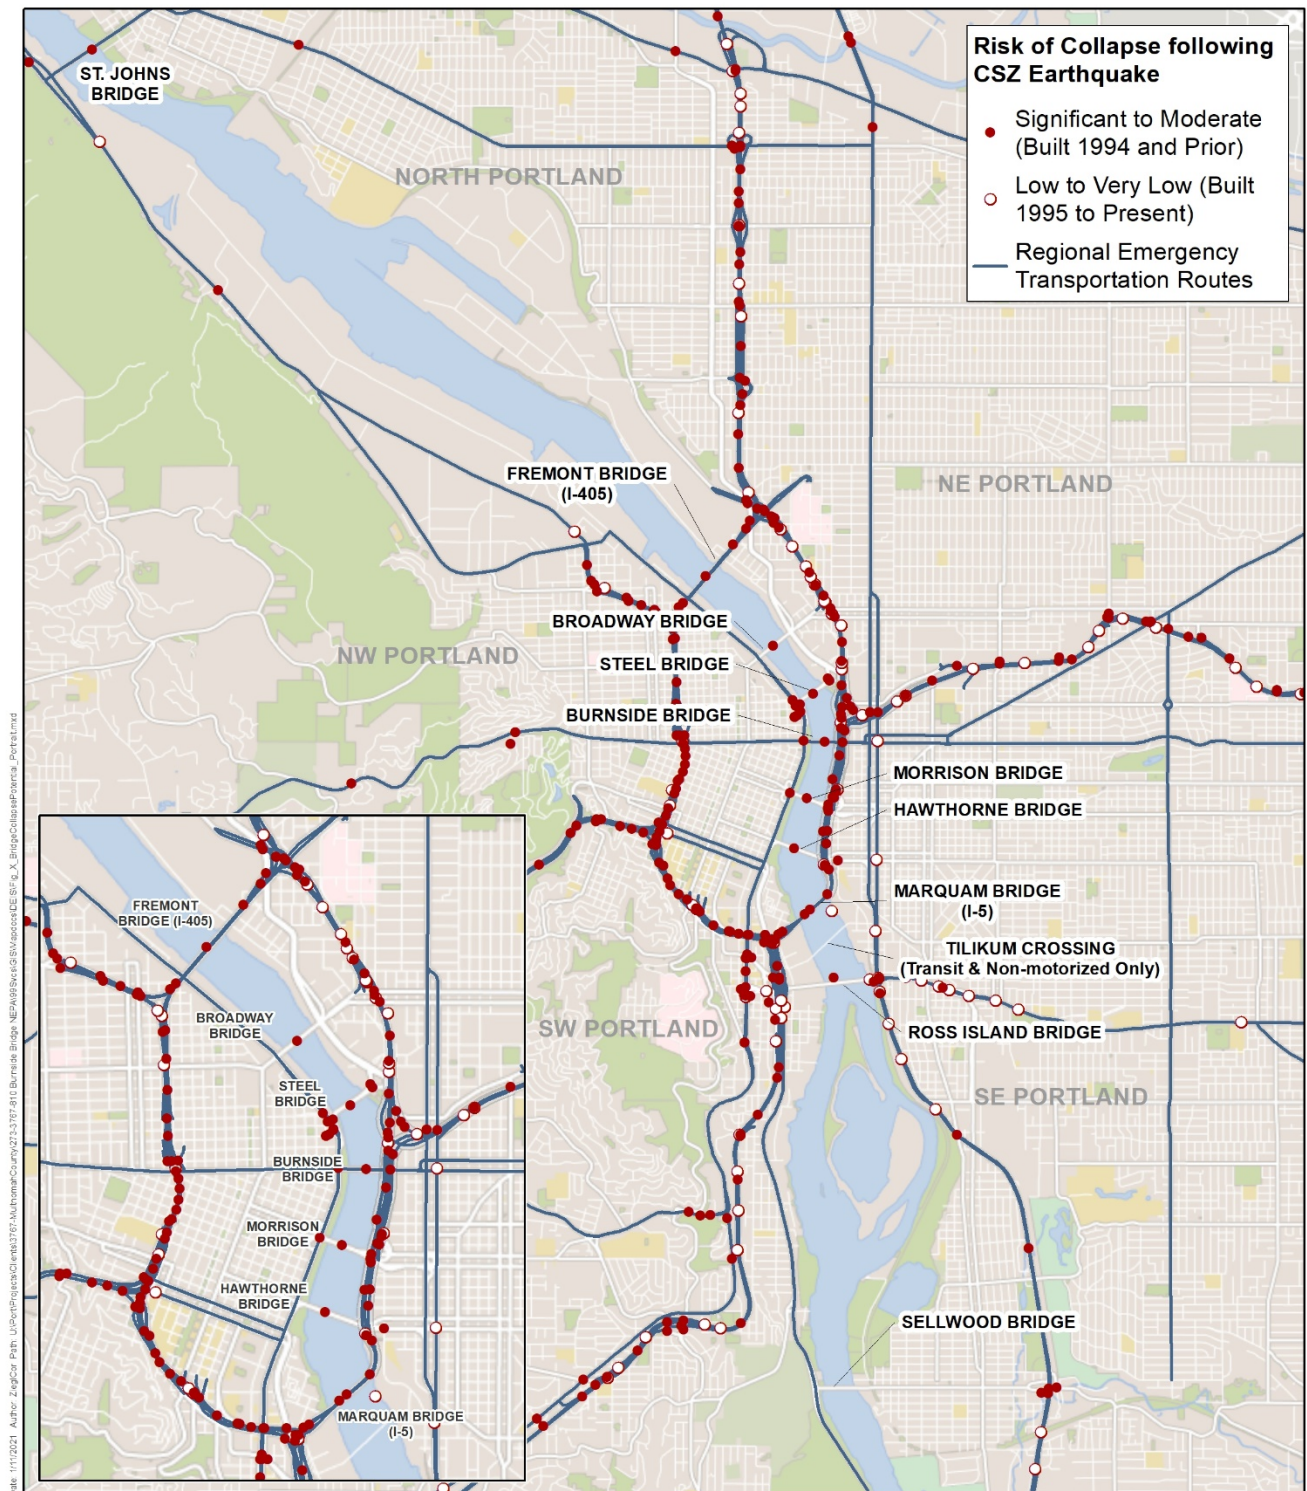 Risk of Collapse following
CSZ Earthquake
Significant to Moderate
(Built 1994 and Prior)
Low to Very Low (Built
1995 to Present)
Regional Emergency
Transportation Routes
ST. JOHNS
BRIDGE
NORTH PORTLAND
FREMONT BRIDGE
(I-405)
NE PORTLAND
BROADWAY BRIDGE
NW PORTLAND
STEEL BRIDGE
BURNSIDE BRIDGE
MORRISON BRIDGE
HAWTHORNE BRIDGE
MARQUAM BRIDGE
(I-5)
TILIKUM CROSSING
(Transit & Non-motorized Only)
SW PORTLAND
ROSS ISLAND BRIDGE
SE PORTLAND
SELLWOOD BRIDGE
FREMONT
BRIDGE (I-405)
BROADWAY
BRIDGE
STEEL
BRIDGE
BURNSIDE
BRIDGE
MORRISON
BRIDGE
HAWTHORNE
BRIDGE
MARQUAM BRIDGE
(I-5)